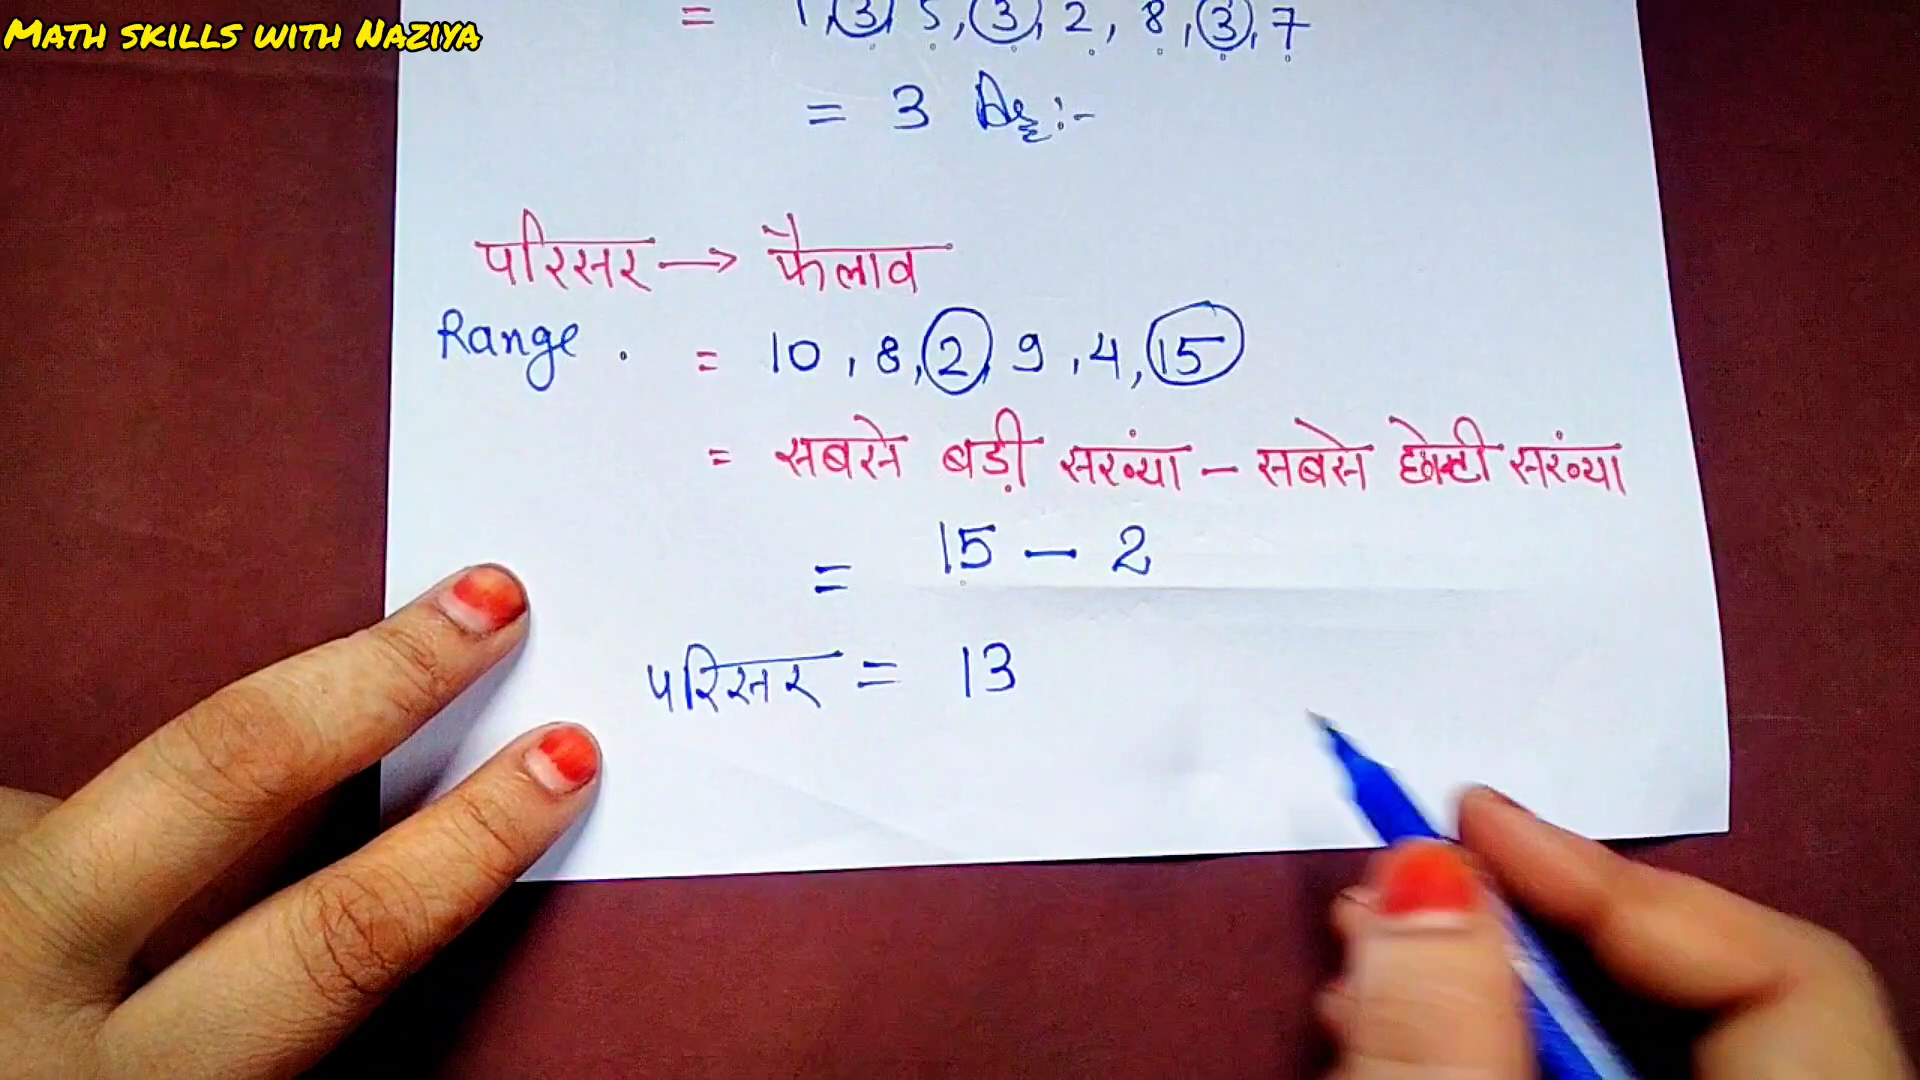 MATH SKILLS WITH NAZIYA
= 1, 3, 5, 3, 2, 8, 3, 7
= 3 Ans:-
परिसर → फैलाव
Range . = 10, 8, 2, 9, 4, 15
= सबसे बड़ी संख्या - सबसे छोटी संख्या
= 15 - 2
परिसर = 13